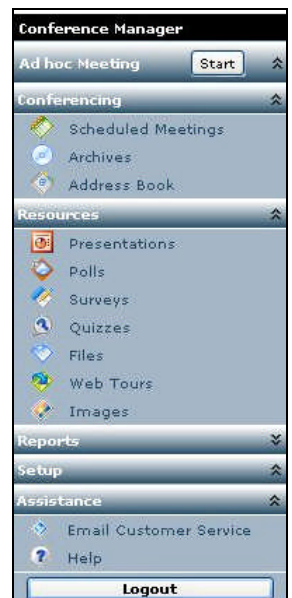 Conference Manager
Ad hoc Meeting Start
Conferencing
Scheduled Meetings
Archives
Address Book
Resources
Presentations
Polls
Surveys
Quizzes
Files
Web Tours
Images
Reports
Setup
Assistance
Email Customer Service
Help
Logout